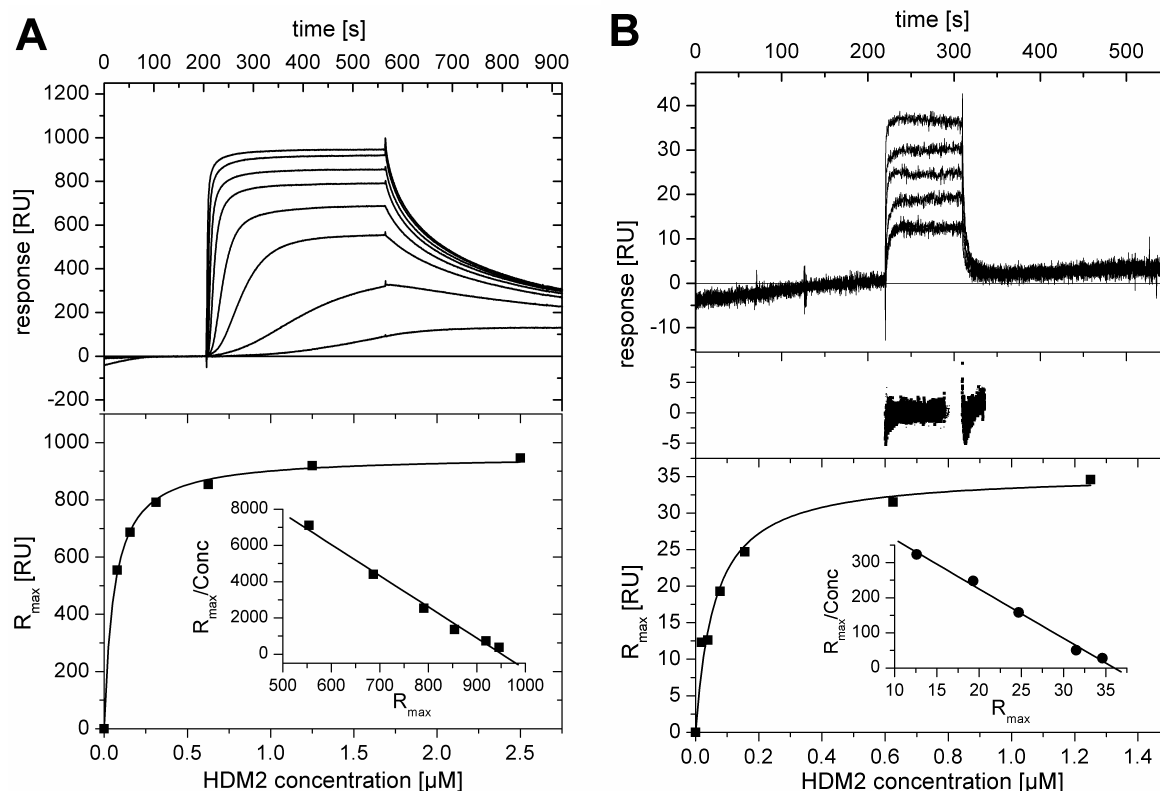 A
time [s]
0 100 200 300 400 500 600 700 800 900
1200
1000
800
600
400
200
0
-200
response [RU]
1000
800
600
400
200
0
R_max [RU]
8000
6000
4000
2000
0
R_max/Conc
500 600 700 800 900 1000
R_max
0.0 0.5 1.0 1.5 2.0 2.5
HDM2 concentration [µM]
B
time [s]
0 100 200 300 400 500
40
30
20
10
0
-10
response [RU]
5
0
-5
35
30
25
20
15
10
5
0
R_max [RU]
300
200
100
0
R_max/Conc
10 15 20 25 30 35
R_max
0.0 0.2 0.4 0.6 0.8 1.0 1.2
HDM2 concentration [µM]